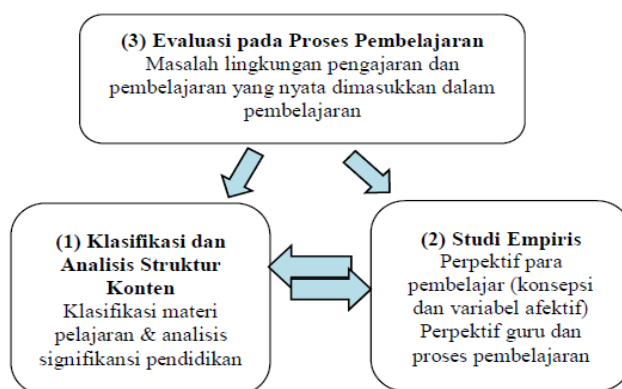 (3) Evaluasi pada Proses Pembelajaran
Masalah lingkungan pengajaran dan
pembelajaran yang nyata dimasukkan dalam
pembelajaran
(1) Klasifikasi dan
Analisis Struktur
Konten
Klasifikasi materi
pelajaran & analisis
signifikansi pendidikan
(2) Studi Empiris
Perpektif para
pembelajar (konsepsi
dan variabel afektif)
Perpektif guru dan
proses pembelajaran